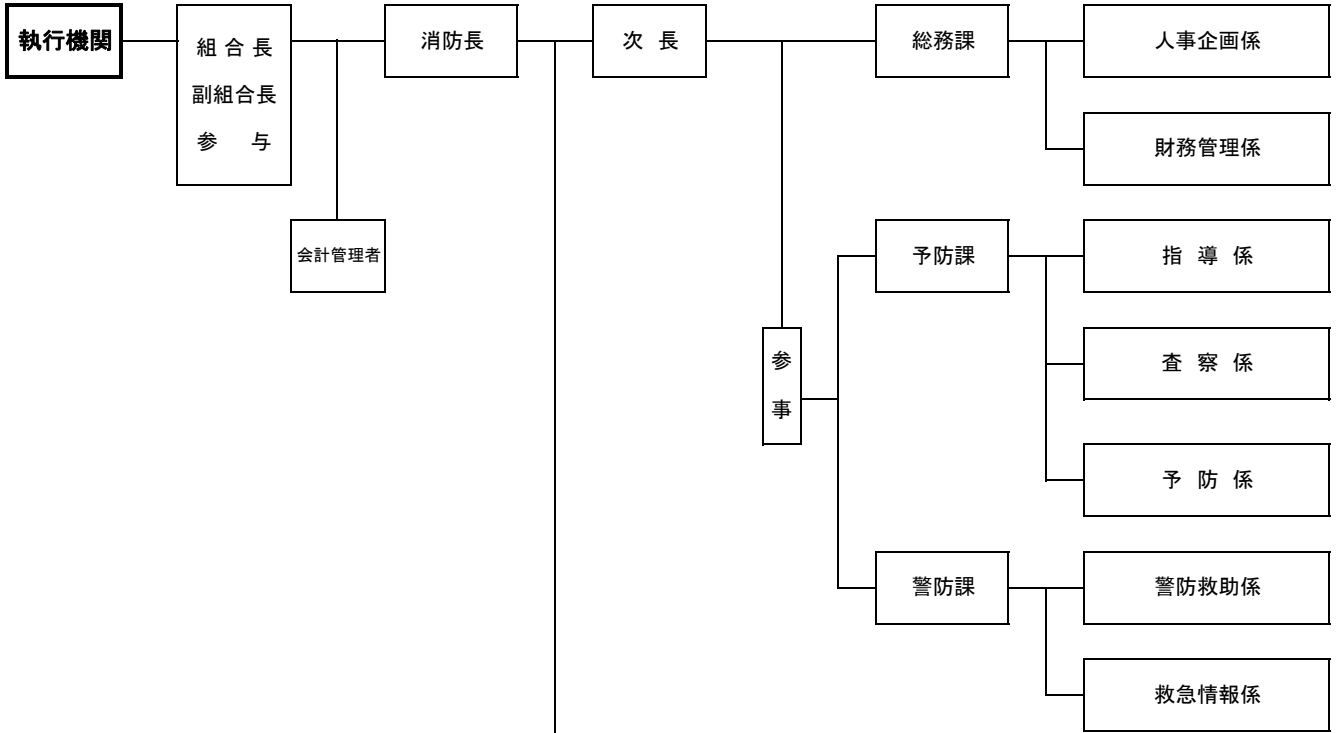 執行機関
組合長
副組合長
参　与
会計管理者
消防長
次 長
参
事
総務課
人事企画係
財務管理係
予防課
指 導 係
査 察 係
予 防 係
警防課
警防救助係
救急情報係